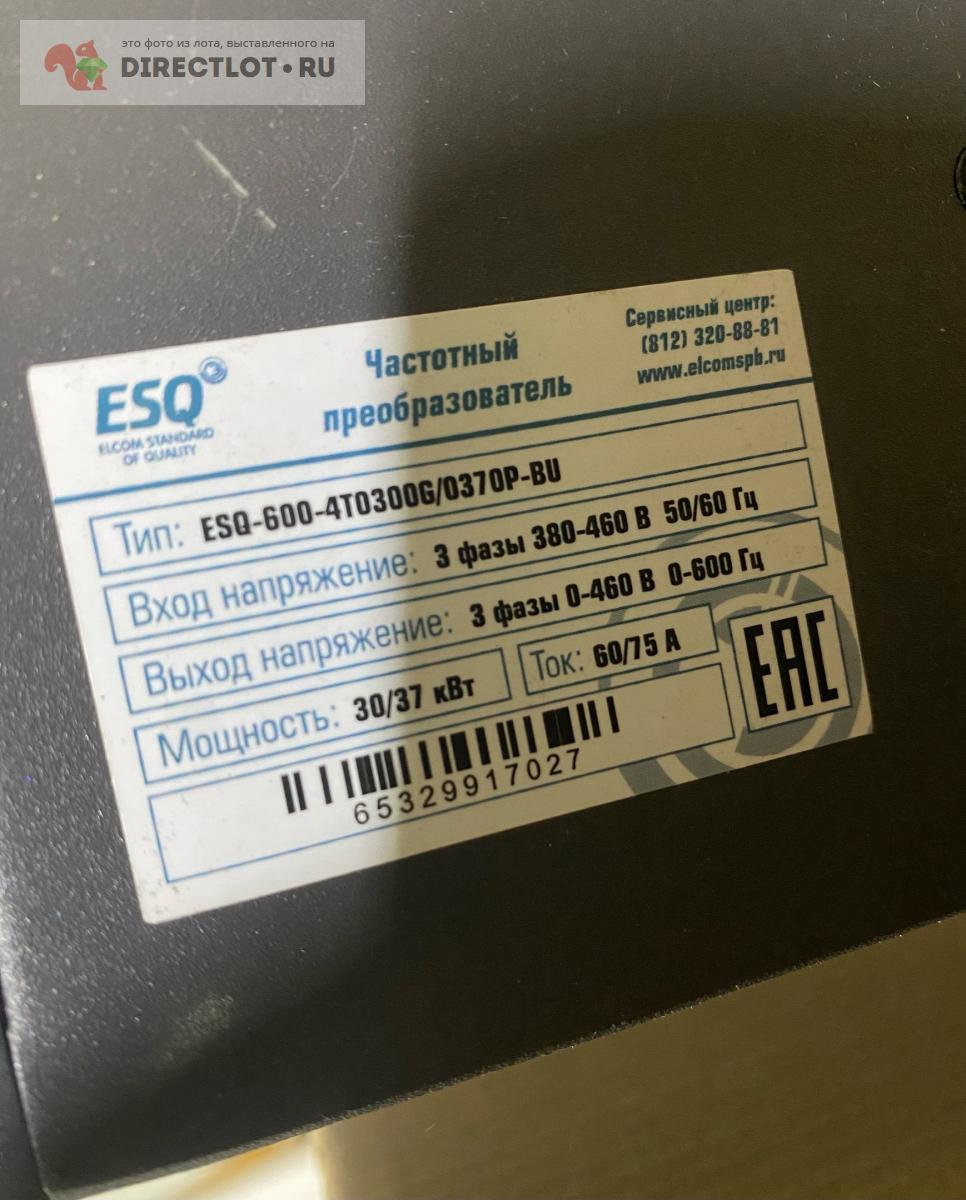 это фото из лота, выставленного на
DIRECTLOT•RU
ESQ
ELCOM STANDARD
OF QUALITY
Частотный
преобразователь
Сервисный центр:
(812) 320-88-81
www.elcomspb.ru
Тип: ESQ-600-4T0300G/0370P-BU
Вход напряжение: 3 фазы 380-460 В 50/60 Гц
Выход напряжение: 3 фазы 0-460 В 0-600 Гц
Мощность: 30/37 кВт
Ток: 60/75 А
EAC
65329917027